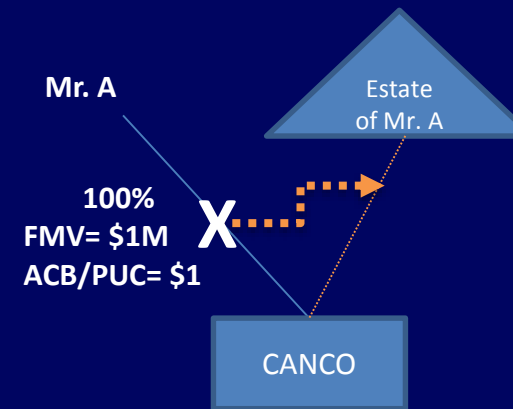 Mr. A
Estate
of Mr. A
100%
FMV= $1M
X
ACB/PUC= $1
CANCO